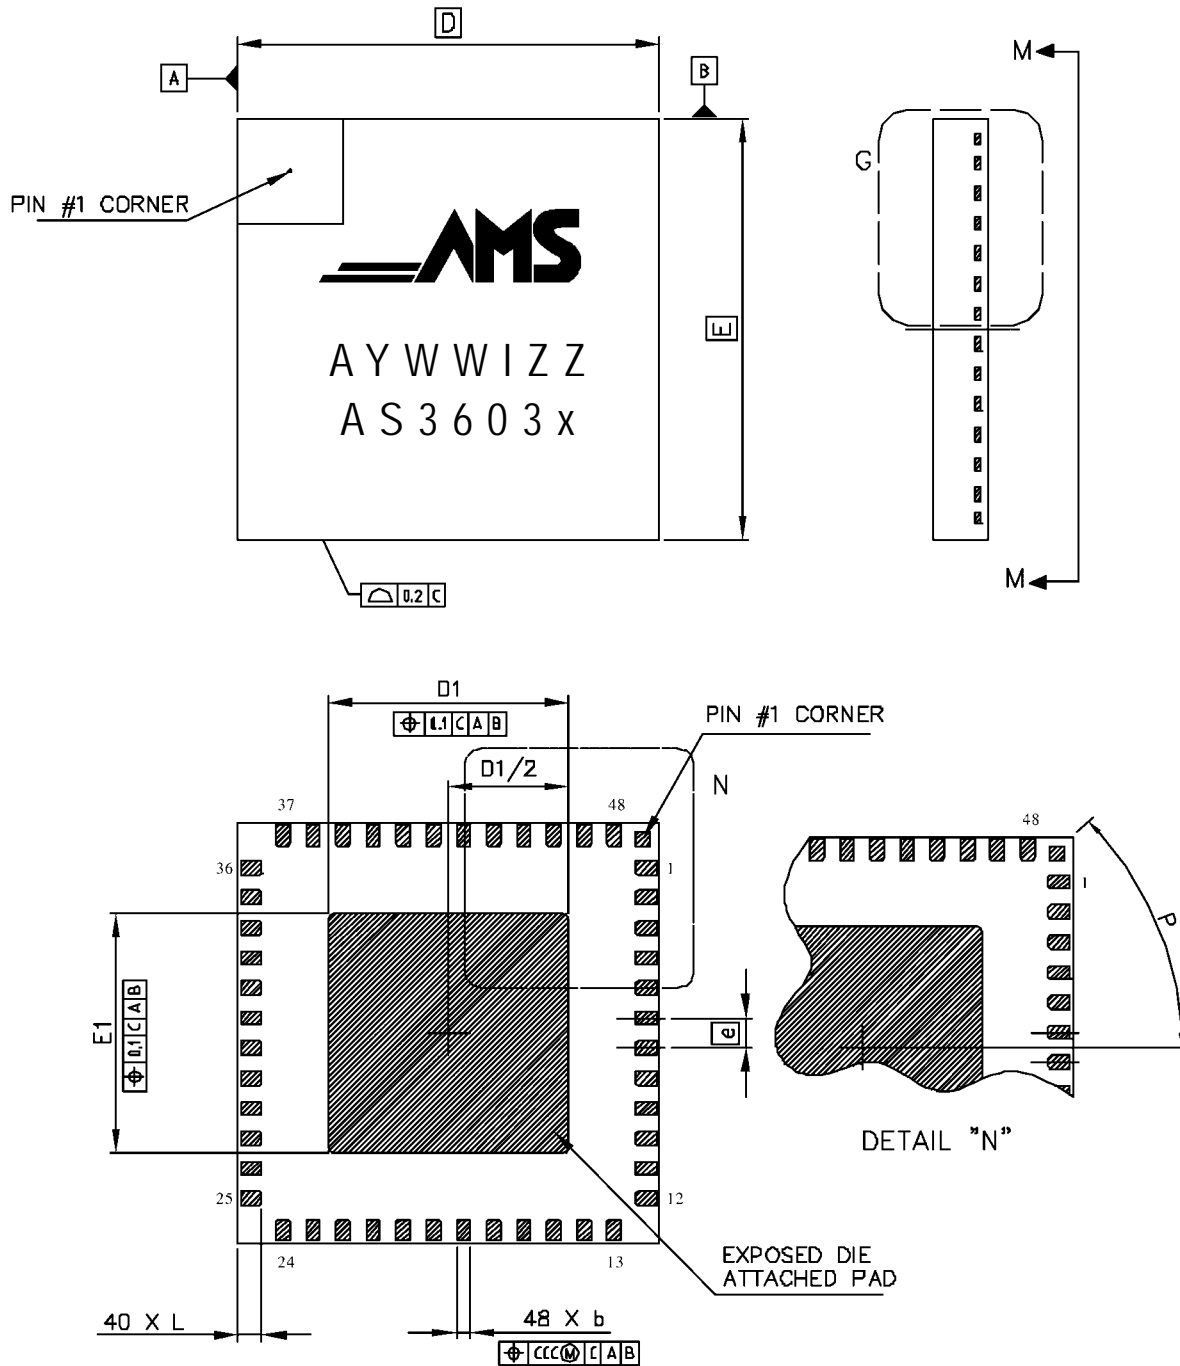 D
A
B
M
G
PIN #1 CORNER
AMS
E
AYWWIZZ
AS3603x
M
0.2 C
D1
0.1 C A B
PIN #1 CORNER
D1/2
N
37
48
48
36
1
1
P
E1
0.1 C A B
e
DETAIL "N"
25
12
24
13
EXPOSED DIE
ATTACHED PAD
40 X L
48 X b
CCC M C A B